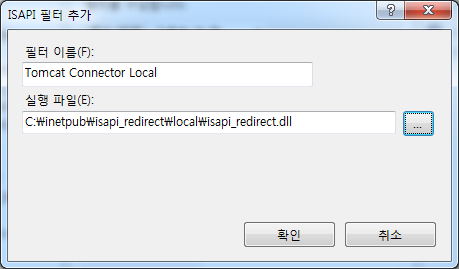 ISAPI 필터 추가
필터 이름(F):
Tomcat Connector Local
실행 파일(E):
C:₩inetpub₩isapi_redirect₩local₩isapi_redirect.dll
...
확인
취소